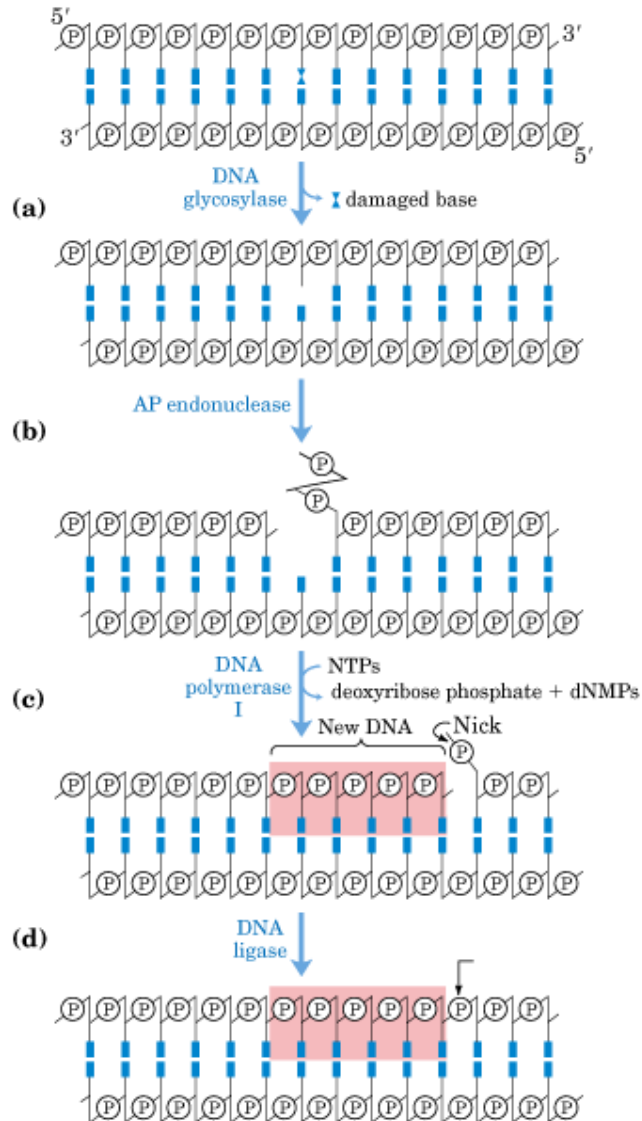 5′
P P P P P P P P P P P P P P 3′
3′ P P P P P P P P P P P P P P 5′
DNA
glycosylase
damaged base
(a)
P P P P P P P P P P P P P P
P P P P P P P P P P P P P P
AP endonuclease
(b)
P
P
P P P P P P P P P P P P
P P P P P P P P P P P P P P
DNA
polymerase
I
NTPs
deoxyribose phosphate + dNMPs
(c)
New DNA
Nick
P
P P P P P P P P P P P P P
P P P P P P P P P P P P P P
DNA
ligase
(d)
P P P P P P P P P P P P P P
P P P P P P P P P P P P P P